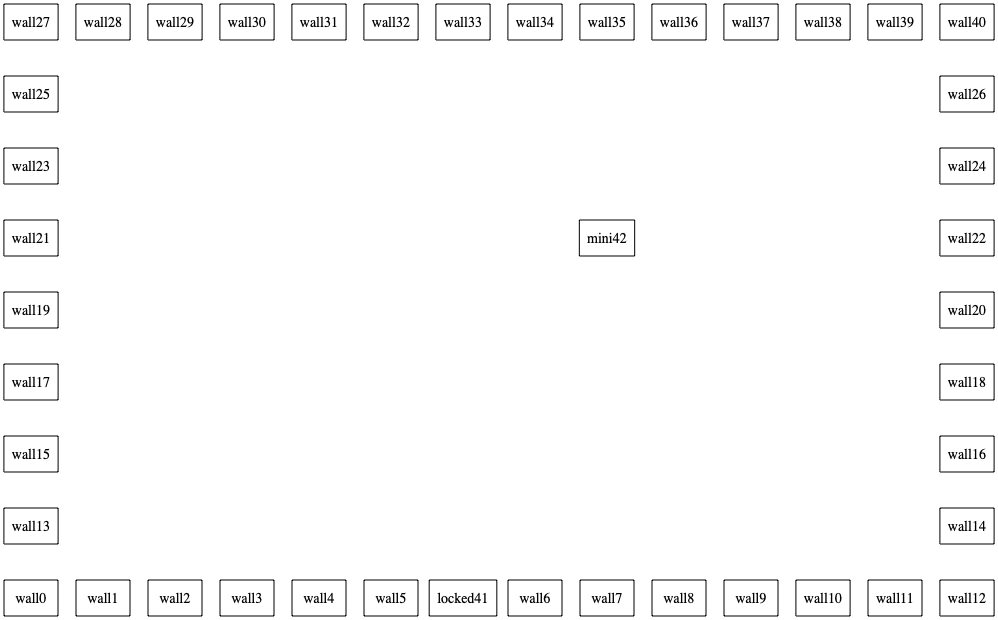 wall27 wall28 wall29 wall30 wall31 wall32 wall33 wall34 wall35 wall36 wall37 wall38 wall39 wall40
wall25 wall26
wall23 wall24
wall21 mini42 wall22
wall19 wall20
wall17 wall18
wall15 wall16
wall13 wall14
wall0 wall1 wall2 wall3 wall4 wall5 locked41 wall6 wall7 wall8 wall9 wall10 wall11 wall12